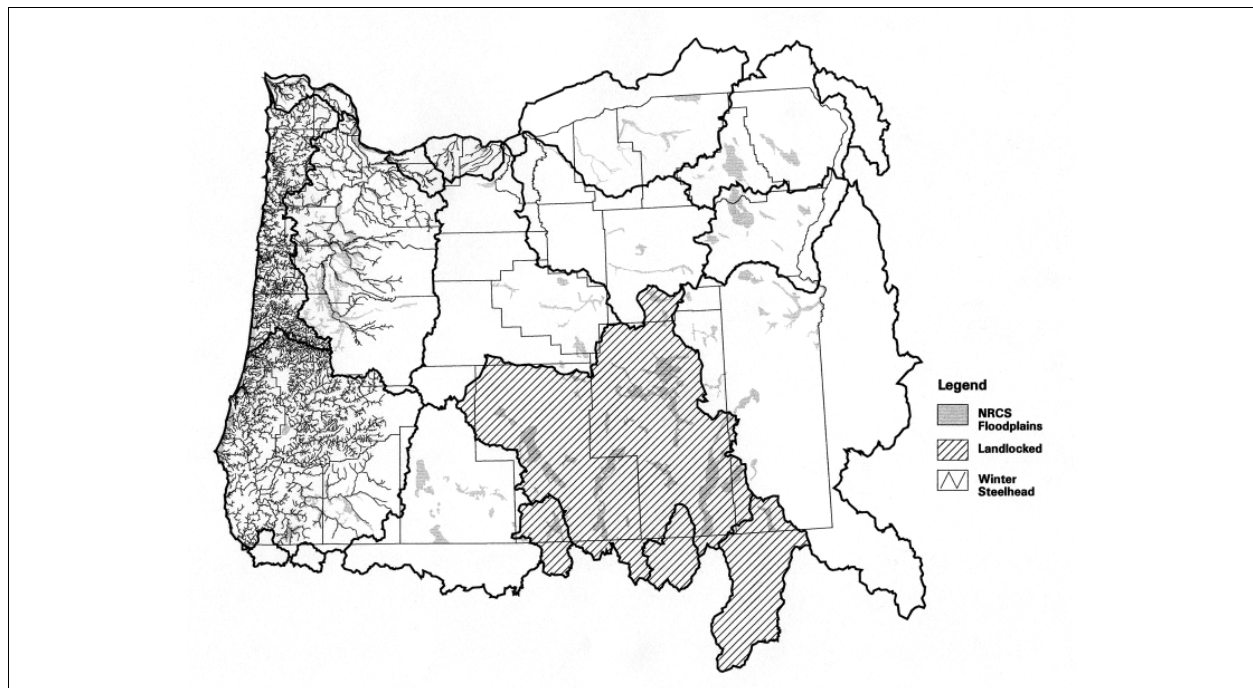 Legend
NRCS
Floodplains
Landlocked
Winter
Steelhead